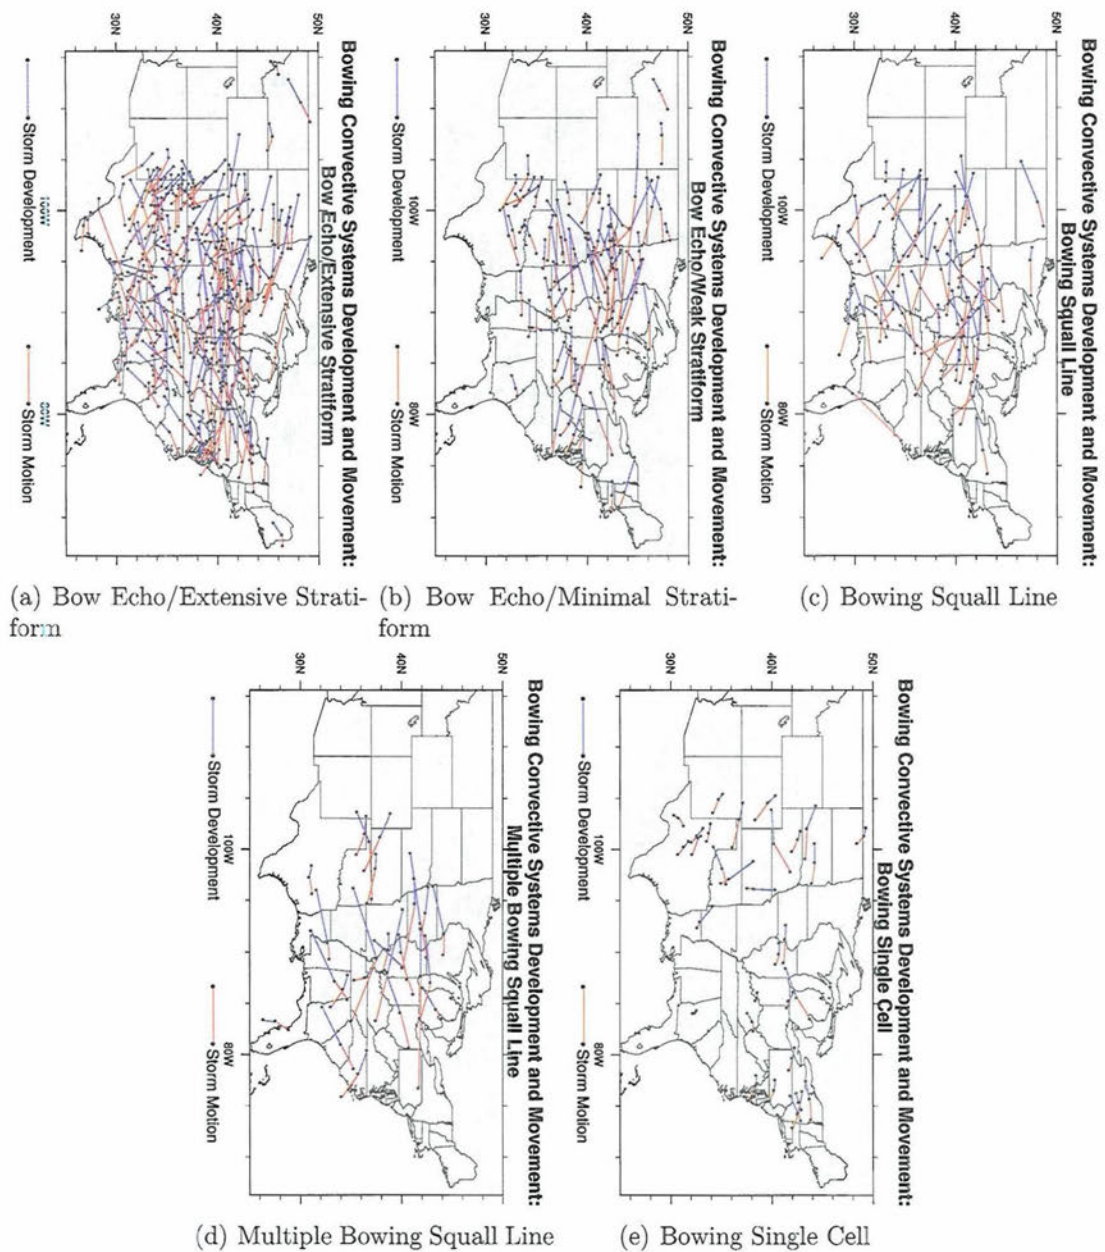 Bowing Convective Systems Development and Movement:
Bow Echo/Extensive Stratiform
50N
40N
30N
100W
80W
Storm Development
Storm Motion
(a) Bow Echo/Extensive Strati-
form
Bowing Convective Systems Development and Movement:
Bow Echo/Weak Stratiform
50N
40N
30N
100W
80W
Storm Development
Storm Motion
(b) Bow Echo/Minimal Strati-
form
Bowing Convective Systems Development and Movement:
Bowing Squall Line
50N
40N
30N
100W
80W
Storm Development
Storm Motion
(c) Bowing Squall Line
Bowing Convective Systems Development and Movement:
Multiple Bowing Squall Line
50N
40N
30N
100W
80W
Storm Development
Storm Motion
(d) Multiple Bowing Squall Line
Bowing Convective Systems Development and Movement:
Bowing Single Cell
50N
40N
30N
100W
80W
Storm Development
Storm Motion
(e) Bowing Single Cell